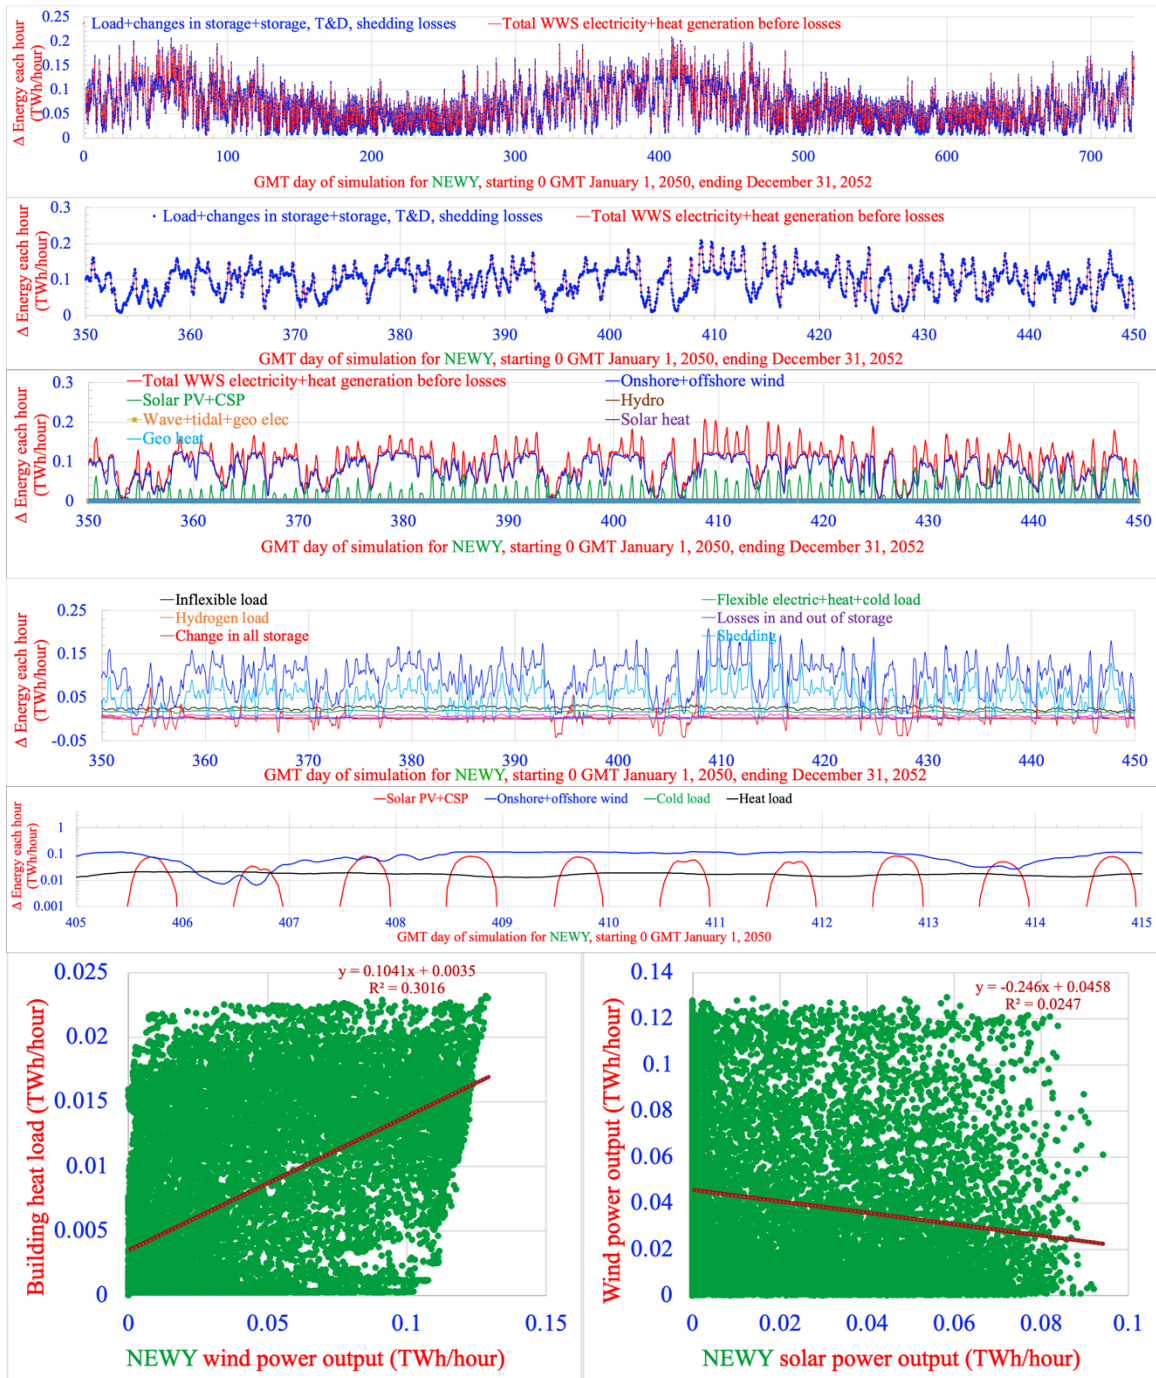 Load+changes in storage+storage, T&D, shedding losses —Total WWS electricity+heat generation before losses
Δ Energy each hour
(TWh/hour)
0.25
0.2
0.15
0.1
0.05
0
0 100 200 300 400 500 600 700
GMT day of simulation for NEWY, starting 0 GMT January 1, 2050, ending December 31, 2052
Load+changes in storage+storage, T&D, shedding losses —Total WWS electricity+heat generation before losses
Δ Energy each hour
(TWh/hour)
0.3
0.2
0.1
0
350 360 370 380 390 400 410 420 430 440 450
GMT day of simulation for NEWY, starting 0 GMT January 1, 2050, ending December 31, 2052
—Total WWS electricity+heat generation before losses —Onshore+offshore wind
—Solar PV+CSP —Hydro
Wave+tidal+geo elec —Solar heat
—Geo heat
Δ Energy each hour
(TWh/hour)
0.3
0.2
0.1
0
350 360 370 380 390 400 410 420 430 440 450
GMT day of simulation for NEWY, starting 0 GMT January 1, 2050, ending December 31, 2052
—Inflexible load —Flexible electric+heat+cold load
—Hydrogen load —Losses in and out of storage
—Change in all storage —Shedding
Δ Energy each hour
(TWh/hour)
0.25
0.15
0.05
-0.05
350 360 370 380 390 400 410 420 430 440 450
GMT day of simulation for NEWY, starting 0 GMT January 1, 2050, ending December 31, 2052
—Solar PV+CSP —Onshore+offshore wind —Cold load —Heat load
Δ Energy each hour
(TWh/hour)
1
0.1
0.01
0.001
405 406 407 408 409 410 411 412 413 414 415
GMT day of simulation for NEWY, starting 0 GMT January 1, 2050
Building heat load (TWh/hour)
0.025
0.02
0.015
0.01
0.005
0
y = 0.1041x + 0.0035
R² = 0.3016
0 0.05 0.1 0.15
NEWY wind power output (TWh/hour)
Wind power output (TWh/hour)
0.14
0.12
0.1
0.08
0.06
0.04
0.02
0
y = -0.246x + 0.0458
R² = 0.0247
0 0.02 0.04 0.06 0.08 0.1
NEWY solar power output (TWh/hour)